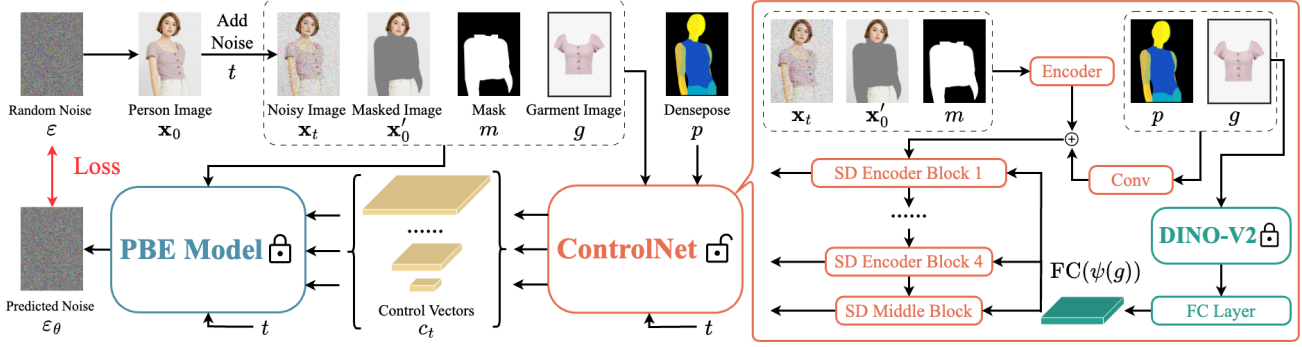 Random Noise
ε
Add
Noise
t
Person Image
x₀
Noisy Image
xₜ
Masked Image
x′₀
Mask
m
Garment Image
g
Densepose
p
Loss
Predicted Noise
ε_θ
PBE Model
t
......
Control Vectors
cₜ
ControlNet
t
xₜ
x′₀
m
Encoder
p
g
Conv
SD Encoder Block 1
......
SD Encoder Block 4
SD Middle Block
DINO-V2
FC(ψ(g))
FC Layer